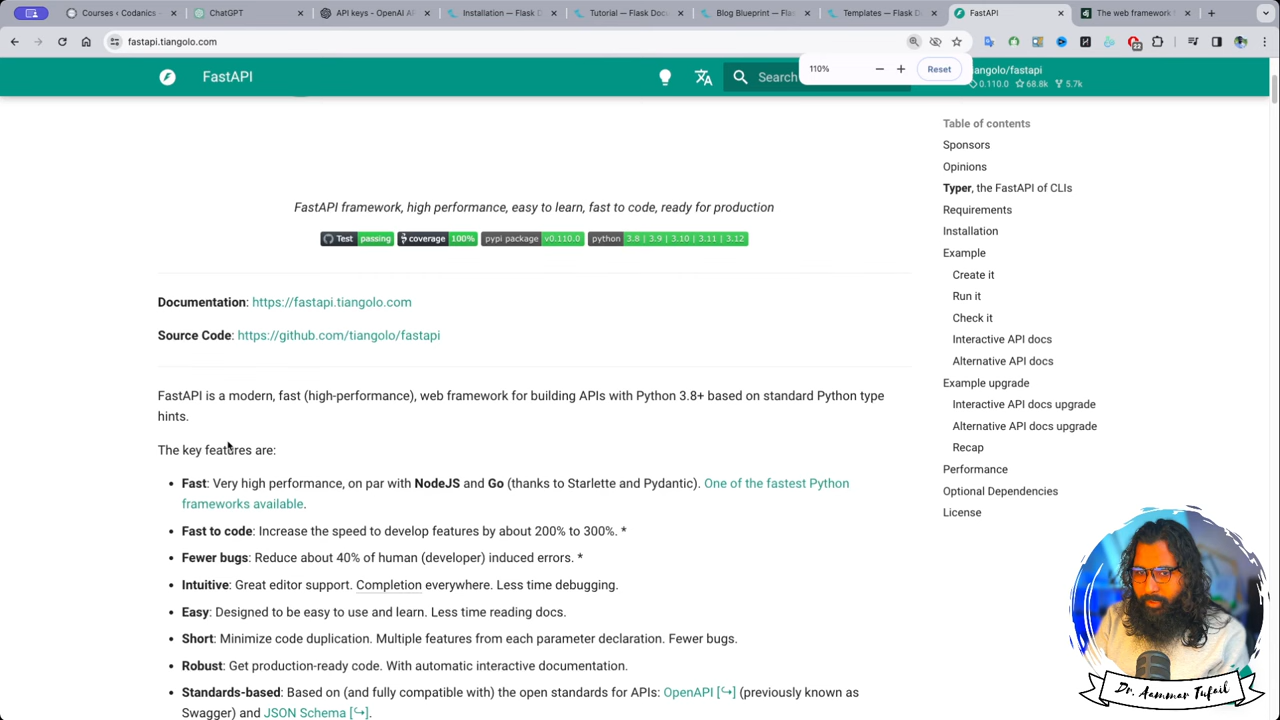 Courses ‹ Codanics –
ChatGPT
API keys - OpenAI AF
Installation — Flask D
Tutorial — Flask Docu
Blog Blueprint — Flask
Templates — Flask D
FastAPI
The web framework f
fastapi.tiangolo.com
22
FastAPI
Search
110%
Reset
tiangolo/fastapi
0.110.0
68.8k
5.7k
FastAPI framework, high performance, easy to learn, fast to code, ready for production
Test passing
coverage 100%
pypi package v0.110.0
python 3.8 | 3.9 | 3.10 | 3.11 | 3.12
Documentation: https://fastapi.tiangolo.com
Source Code: https://github.com/tiangolo/fastapi
FastAPI is a modern, fast (high-performance), web framework for building APIs with Python 3.8+ based on standard Python type
hints.
The key features are:
• Fast: Very high performance, on par with NodeJS and Go (thanks to Starlette and Pydantic). One of the fastest Python
frameworks available.
• Fast to code: Increase the speed to develop features by about 200% to 300%. *
• Fewer bugs: Reduce about 40% of human (developer) induced errors. *
• Intuitive: Great editor support. Completion everywhere. Less time debugging.
• Easy: Designed to be easy to use and learn. Less time reading docs.
• Short: Minimize code duplication. Multiple features from each parameter declaration. Fewer bugs.
• Robust: Get production-ready code. With automatic interactive documentation.
• Standards-based: Based on (and fully compatible with) the open standards for APIs: OpenAPI [↪] (previously known as
Swagger) and JSON Schema [↪].
Table of contents
Sponsors
Opinions
Typer, the FastAPI of CLIs
Requirements
Installation
Example
Create it
Run it
Check it
Interactive API docs
Alternative API docs
Example upgrade
Interactive API docs upgrade
Alternative API docs upgrade
Recap
Performance
Optional Dependencies
License
Dr. Aammar Tufail